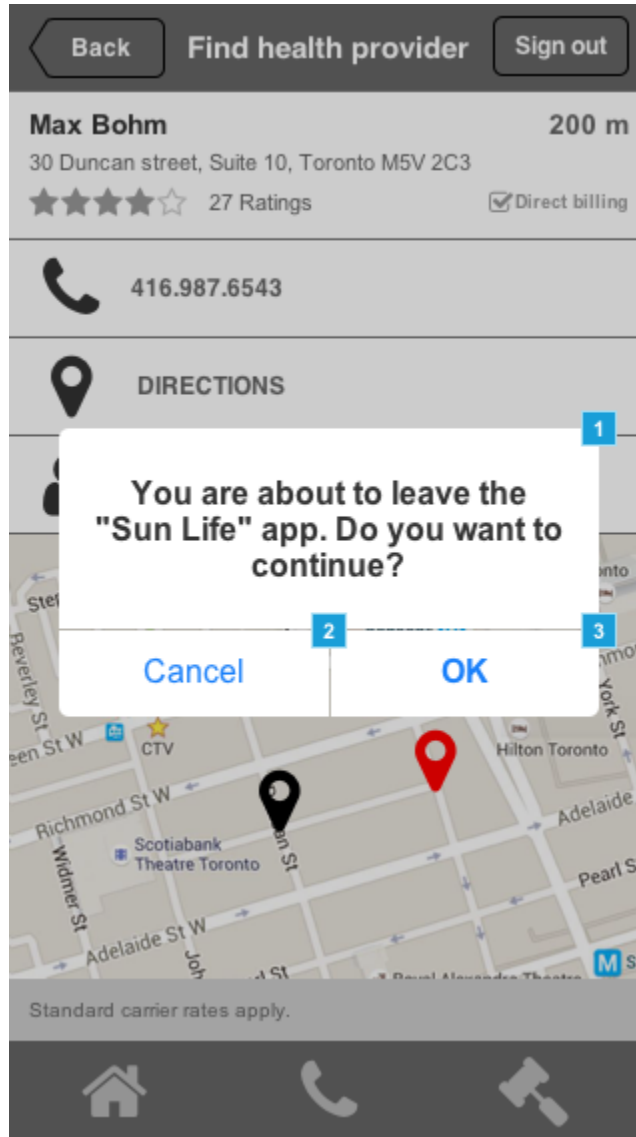 Back
Find health provider
Sign out
Max Bohm
200 m
30 Duncan street, Suite 10, Toronto M5V 2C3
27 Ratings
Direct billing
416.987.6543
DIRECTIONS
1
You are about to leave the
"Sun Life" app. Do you want to
continue?
2
3
Cancel
OK
Beverley St
York St
CTV
Hilton Toronto
Richmond St W
Adelaide
Scotiabank
Theatre Toronto
Widmer St
Pearl S
Adelaide St W
M S
Standard carrier rates apply.